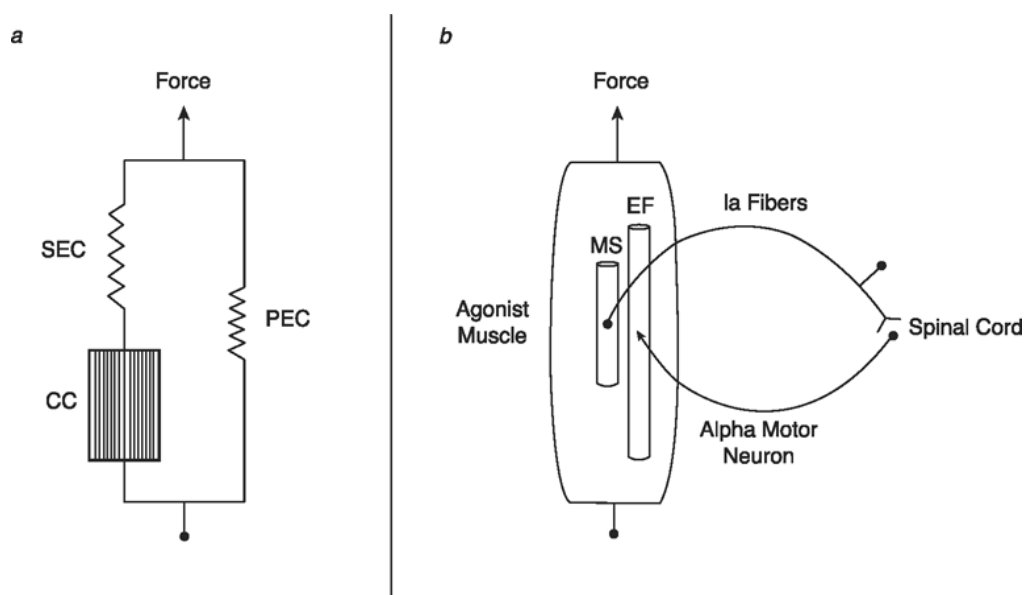 a
Force
SEC
PEC
CC
b
Force
EF
MS
Ia Fibers
Agonist
Muscle
Spinal Cord
Alpha Motor
Neuron